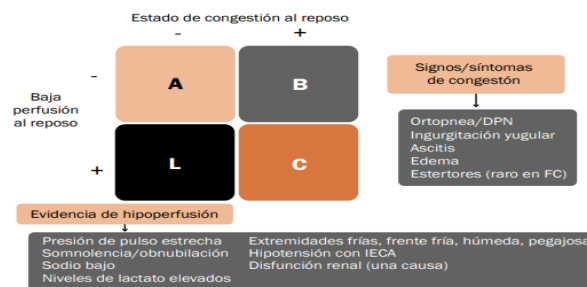 Estado de congestión al reposo
- +
-
A B
Baja
perfusión
al reposo
+
L C
Signos/síntomas
de congestón
Ortopnea/DPN
Ingurgitación yugular
Ascitis
Edema
Estertores (raro en FC)
Evidencia de hipoperfusión
Presión de pulso estrecha
Somnolencia/obnubilación
Sodio bajo
Niveles de lactato elevados
Extremidades frías, frente fría, húmeda, pegajosa
Hipotensión con IECA
Disfunción renal (una causa)